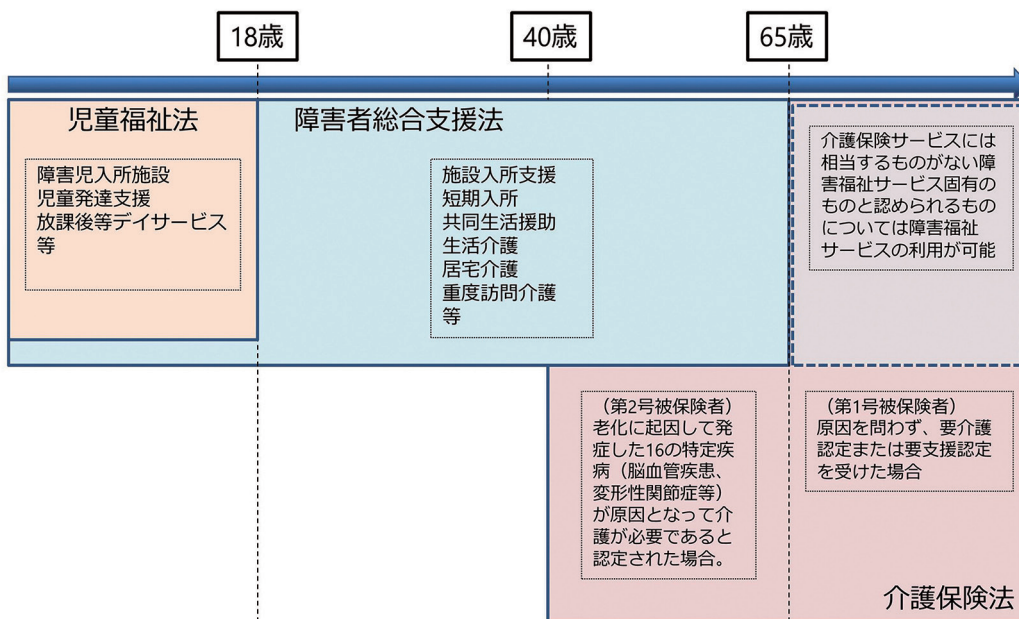 18歳
40歳
65歳
児童福祉法
障害児入所施設
児童発達支援
放課後等デイサービス
等
障害者総合支援法
施設入所支援
短期入所
共同生活援助
生活介護
居宅介護
重度訪問介護
等
介護保険サービスには
相当するものがない障
害福祉サービス固有の
ものと認められるもの
については障害福祉
サービスの利用が可能
（第2号被保険者）
老化に起因して発
症した16の特定疾
病（脳血管疾患、
変形性関節症等）
が原因となって介
護が必要であると
認定された場合。
（第1号被保険者）
原因を問わず、要介護
認定または要支援認定
を受けた場合
介護保険法